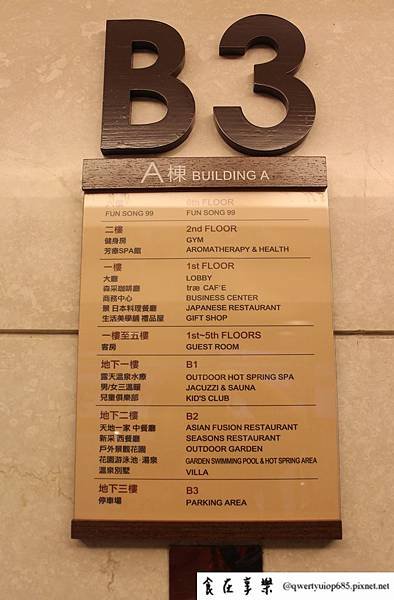 B3
A棟 BUILDING A
6th FLOOR
FUN SONG 99 FUN SONG 99
二樓 2nd FLOOR
健身房 GYM
芳療SPA館 AROMATHERAPY & HEALTH
一樓 1st FLOOR
大廳 LOBBY
森采咖啡廳 træ CAF'E
商務中心 BUSINESS CENTER
景 日本料理餐廳 JAPANESE RESTAURANT
生活美學舖 禮品屋 GIFT SHOP
一樓至五樓 1st~5th FLOORS
客房 GUEST ROOM
地下一樓 B1
露天溫泉水療 OUTDOOR HOT SPRING SPA
男/女三溫暖 JACUZZI & SAUNA
兒童俱樂部 KID'S CLUB
地下二樓 B2
天地一家 中餐廳 ASIAN FUSION RESTAURANT
新采 西餐廳 SEASONS RESTAURANT
戶外景觀花園 OUTDOOR GARDEN
花園游泳池·湯泉 GARDEN SWIMMING POOL & HOT SPRING AREA
溫泉別墅 VILLA
地下三樓 B3
停車場 PARKING AREA
食在享樂 @qwertyuiop685.pixnet.net